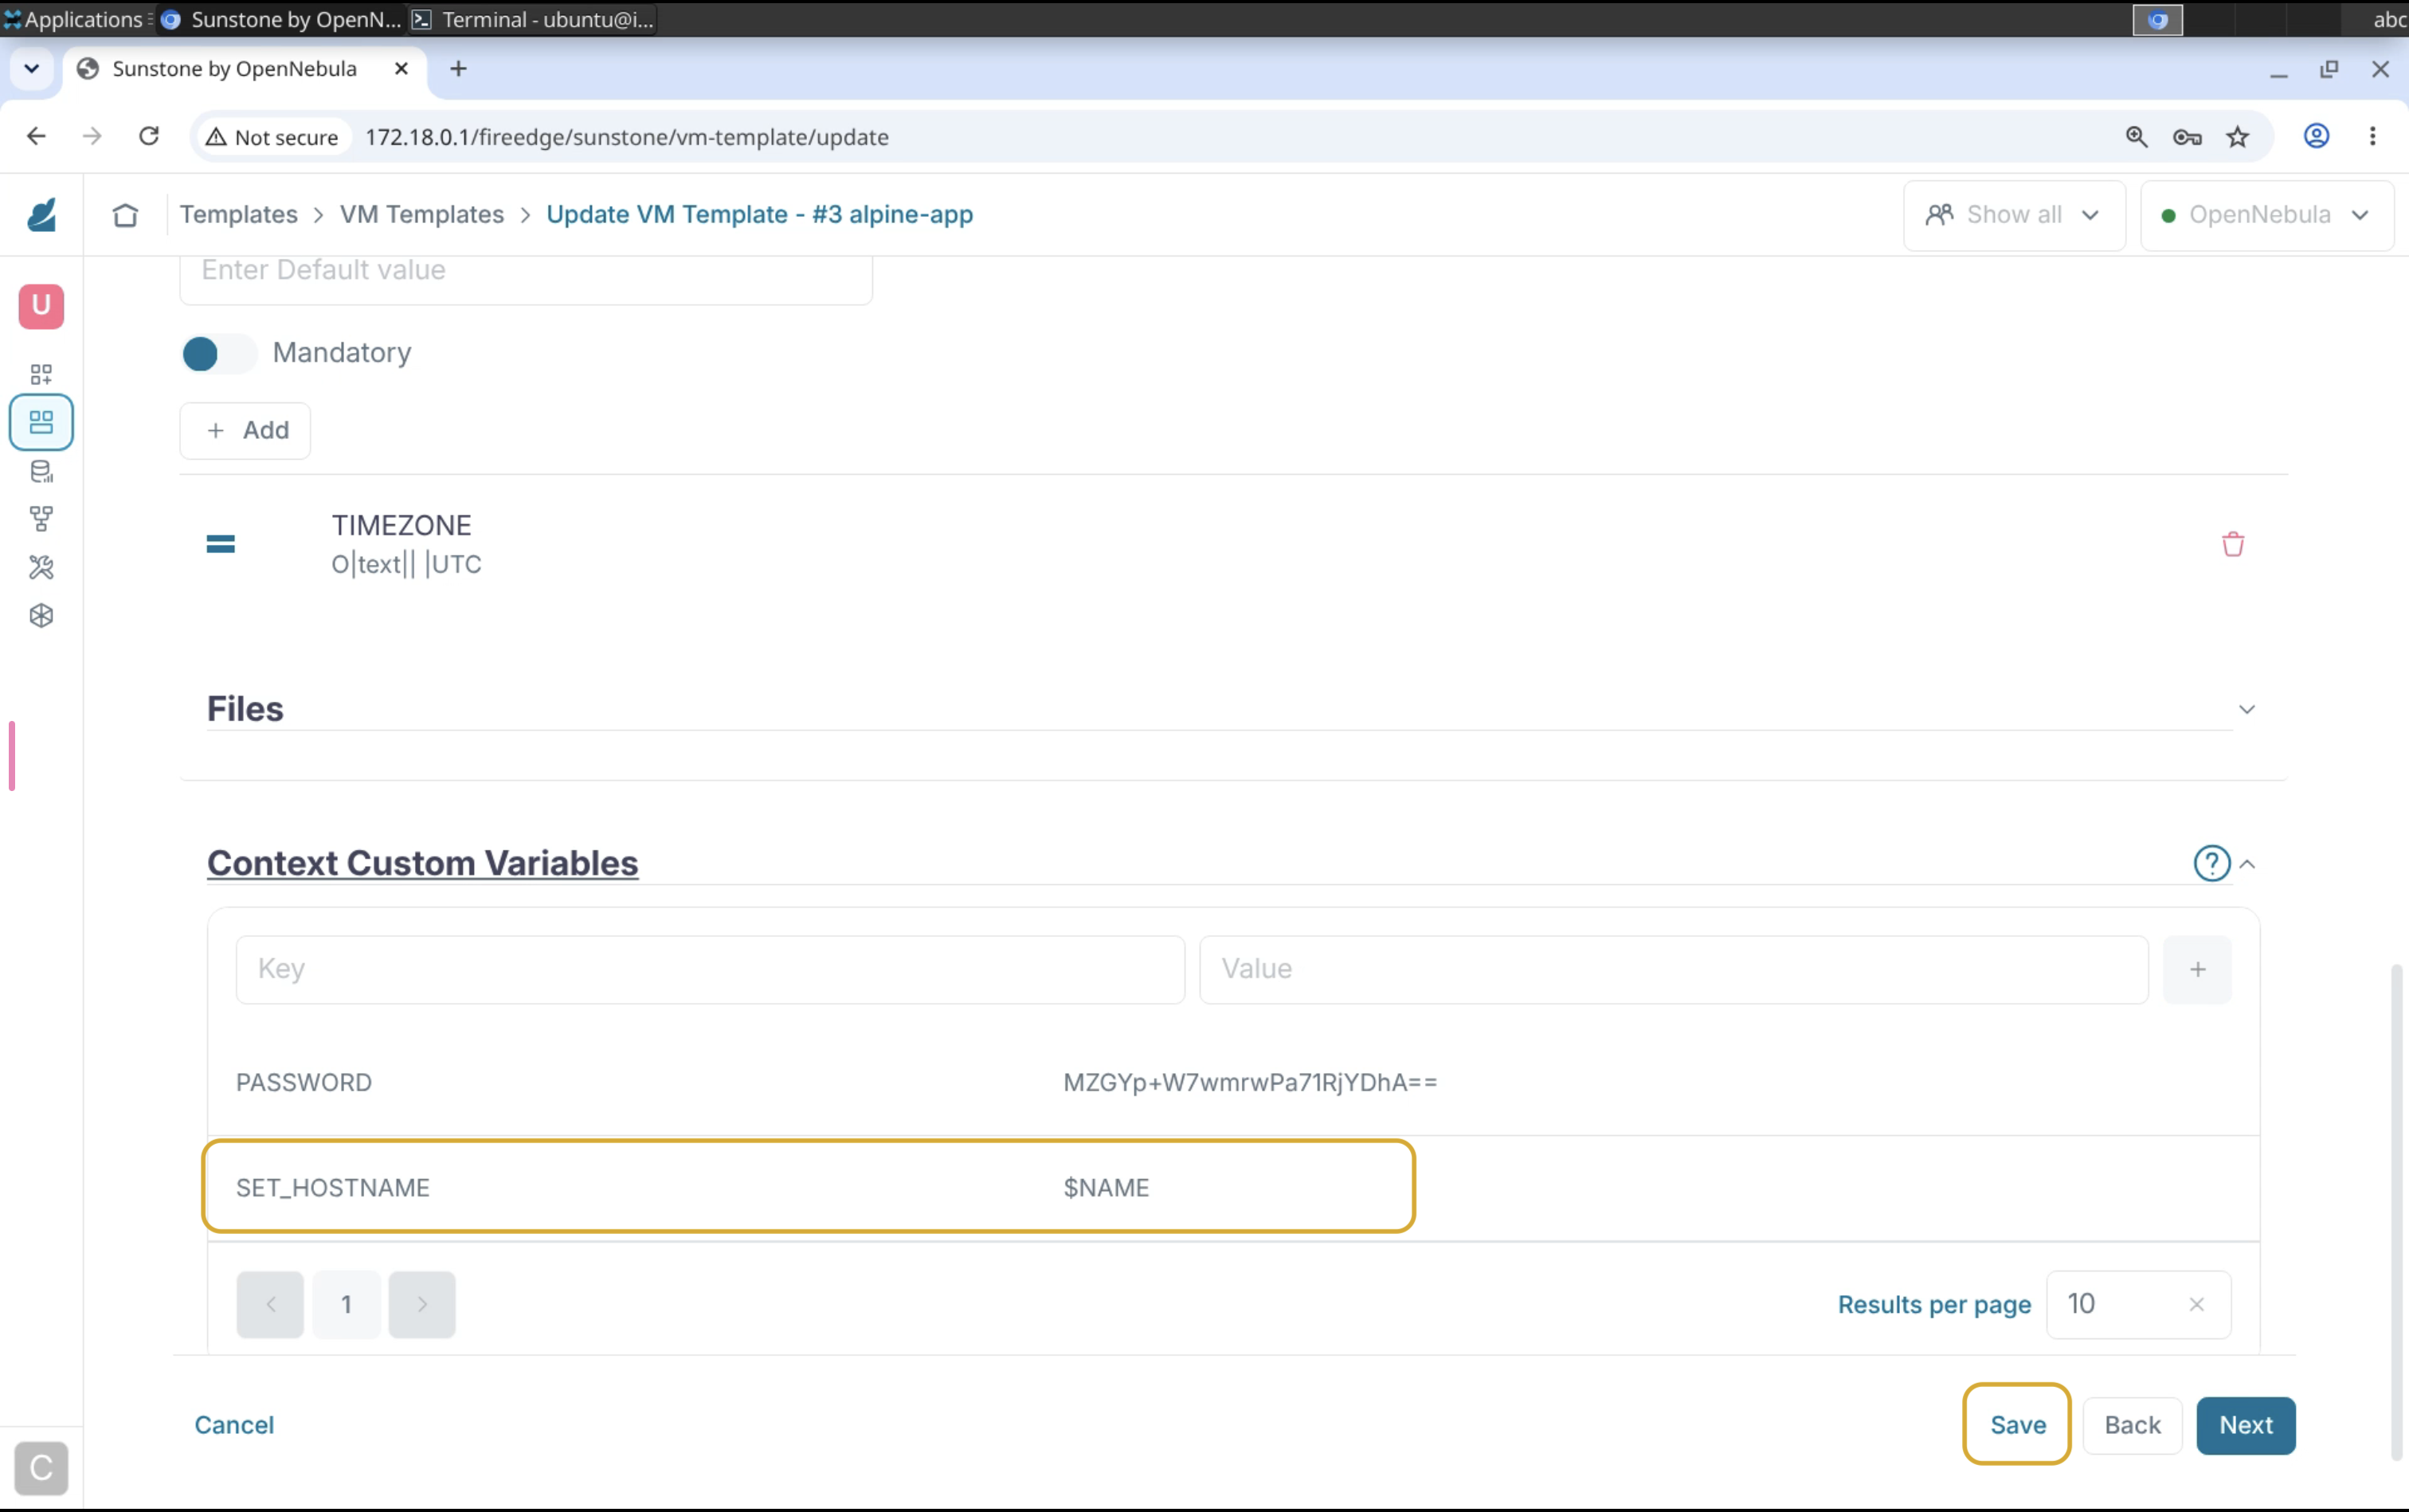 Applications
Sunstone by OpenN...
Terminal - ubuntu@i...
abc
Sunstone by OpenNebula
Not secure
172.18.0.1/fireedge/sunstone/vm-template/update
Templates > VM Templates > Update VM Template - #3 alpine-app
Show all
OpenNebula
U
Enter Default value
Mandatory
+ Add
TIMEZONE
O|text|| |UTC
Files
Context Custom Variables
?
Key
Value
+
PASSWORD
MZGYp+W7wmrwPa71RjYDhA==
SET_HOSTNAME
$NAME
< 1 >
Results per page
10
Cancel
Save
Back
Next
C